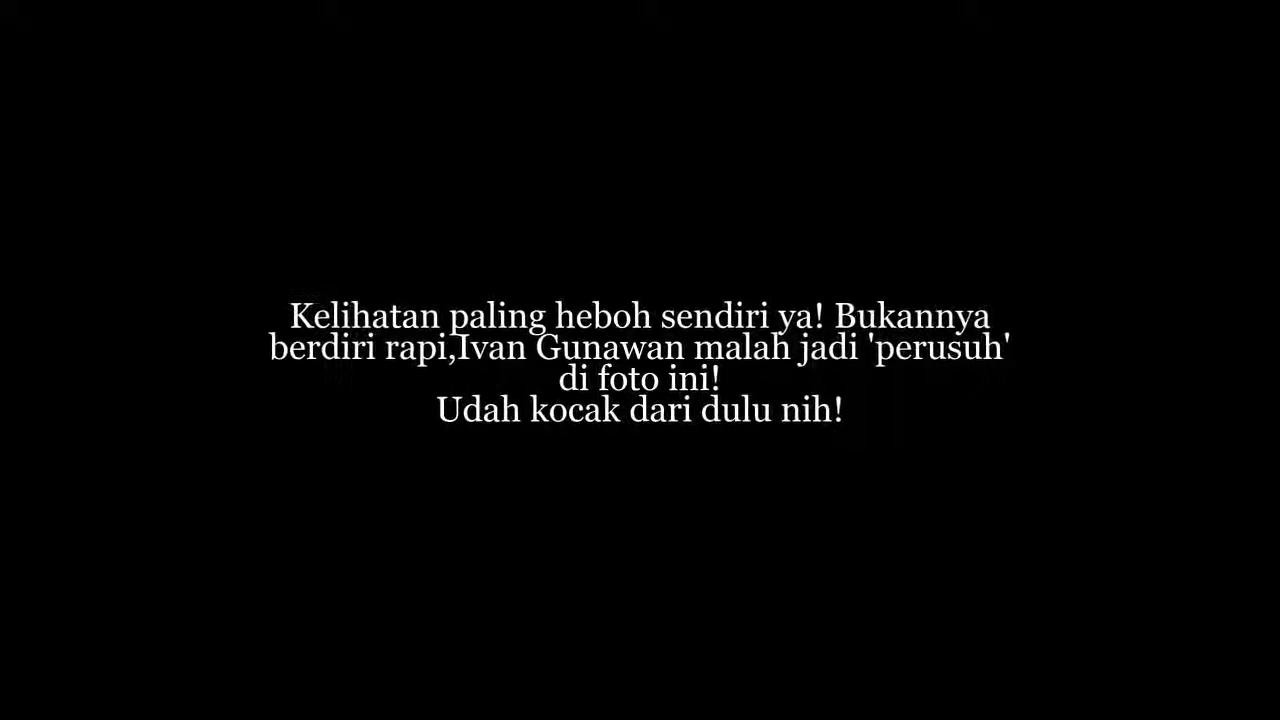 Kelihatan paling heboh sendiri ya! Bukannya
berdiri rapi,Ivan Gunawan malah jadi 'perusuh'
di foto ini!
Udah kocak dari dulu nih!